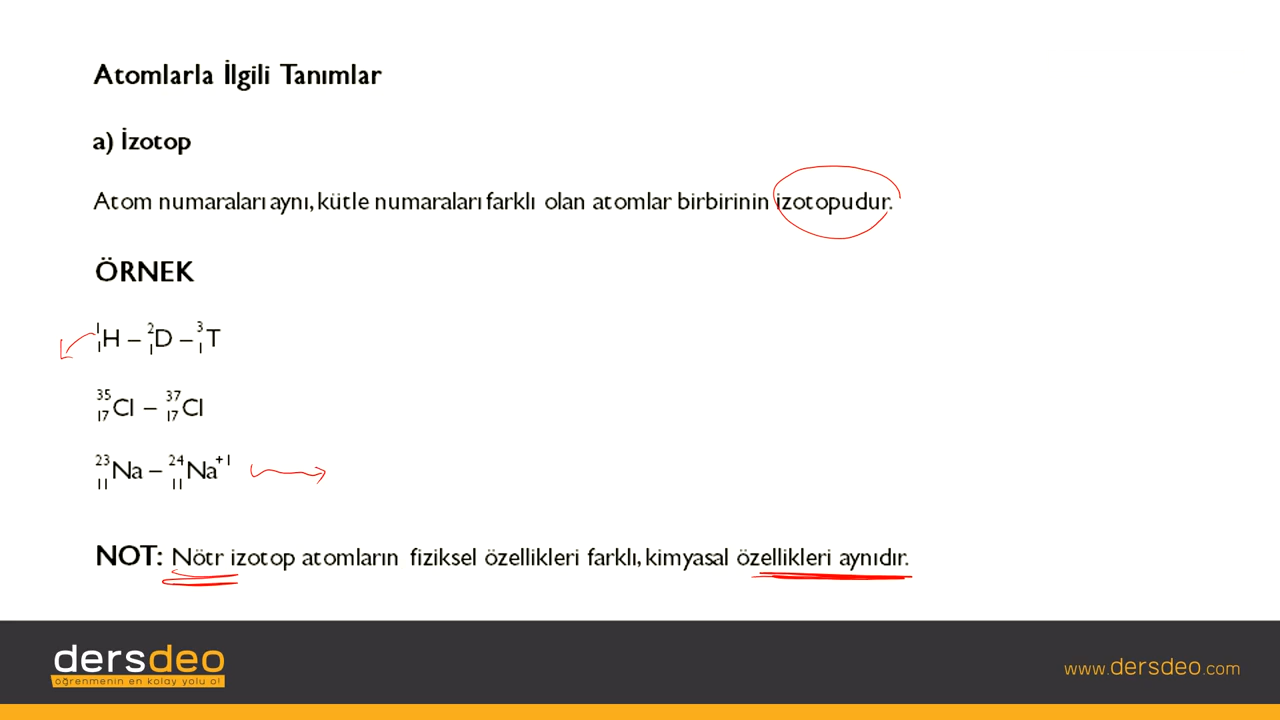 Atomlarla İlgili Tanımlar
a) İzotop
Atom numaraları aynı, kütle numaraları farklı olan atomlar birbirinin izotopudur.
ÖRNEK
¹₁H – ²₁D – ³₁T
³⁵₁₇Cl – ³⁷₁₇Cl
²³₁₁Na – ²⁴₁₁Na⁺¹
NOT: Nötr izotop atomların fiziksel özellikleri farklı, kimyasal özellikleri aynıdır.
dersdeo
öğrenmenin en kolay yolu o!
www.dersdeo.com